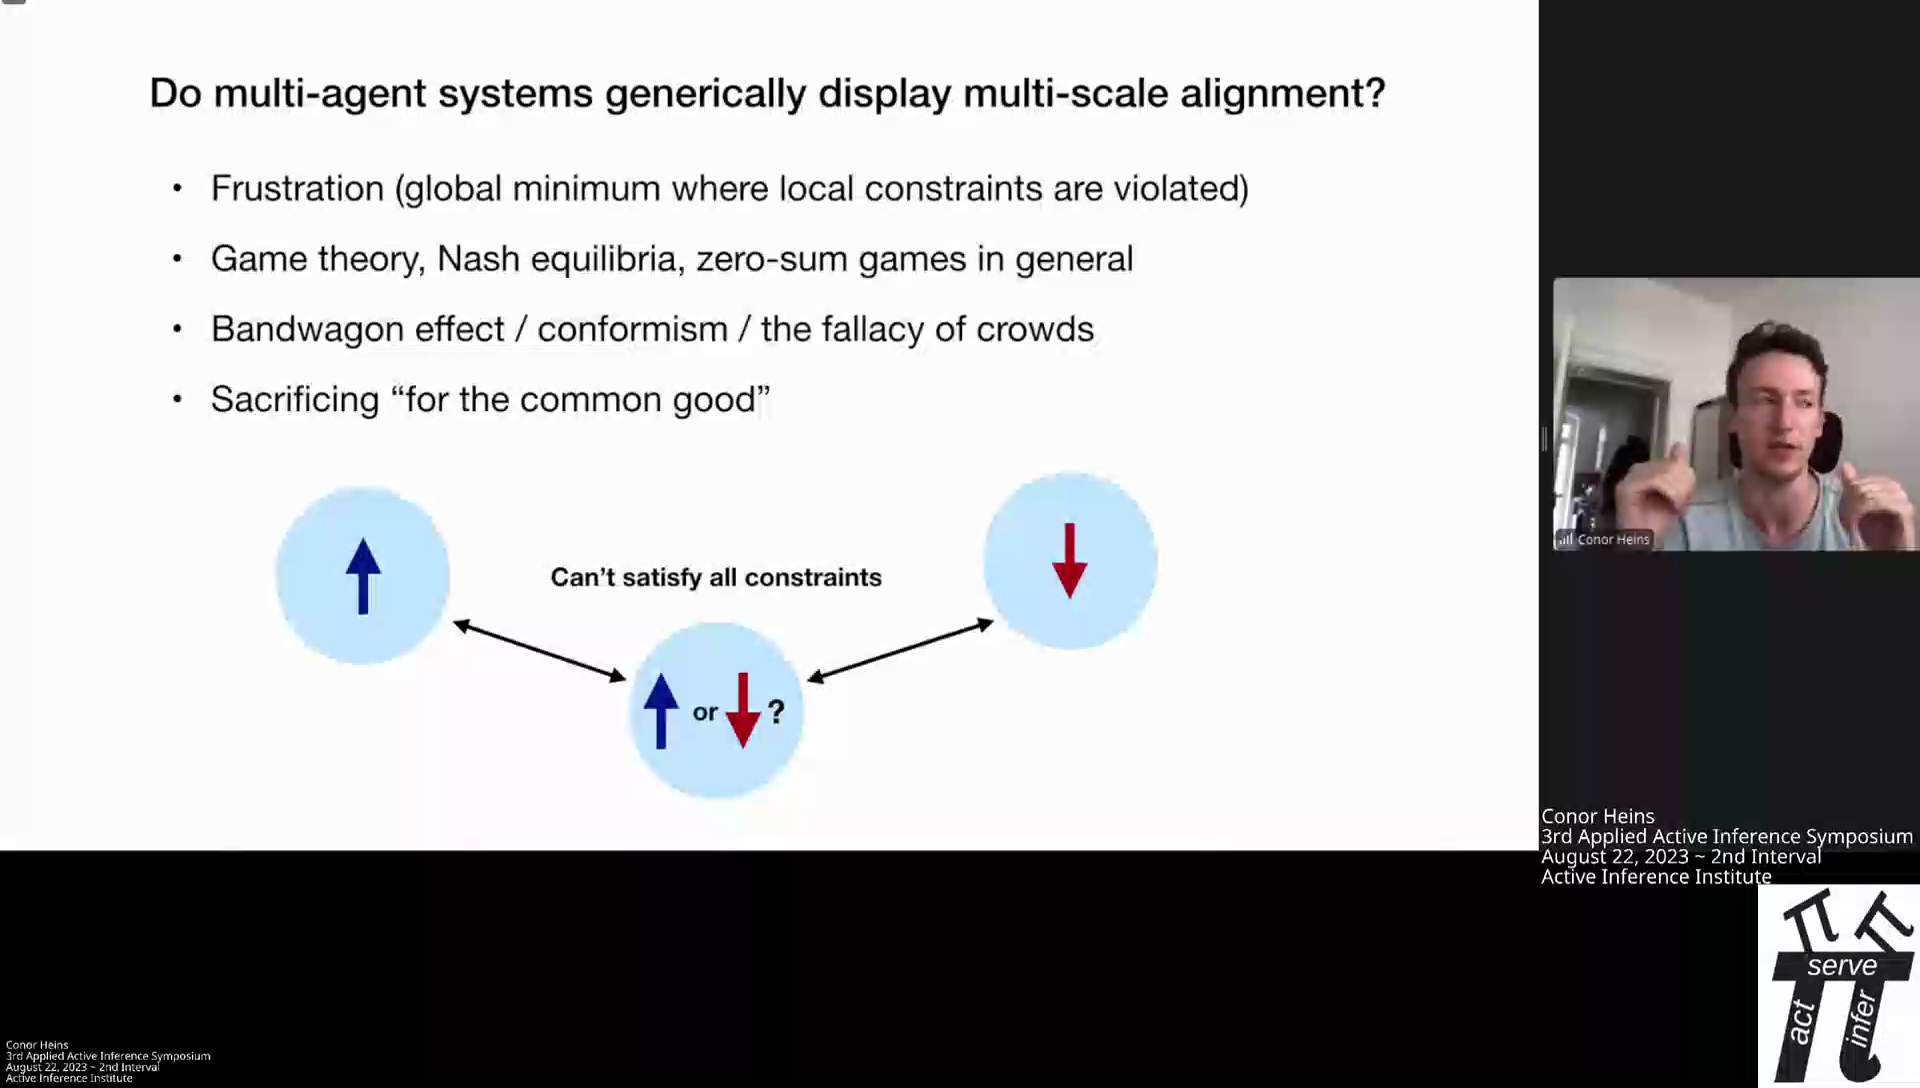 Do multi-agent systems generically display multi-scale alignment?
• Frustration (global minimum where local constraints are violated)
• Game theory, Nash equilibria, zero-sum games in general
• Bandwagon effect / conformism / the fallacy of crowds
• Sacrificing “for the common good”
Can’t satisfy all constraints
or ?
Conor Heins
Conor Heins
3rd Applied Active Inference Symposium
August 22, 2023 ~ 2nd Interval
Active Inference Institute
serve
act
infer
Conor Heins
3rd Applied Active Inference Symposium
August 22, 2023 ~ 2nd Interval
Active Inference Institute